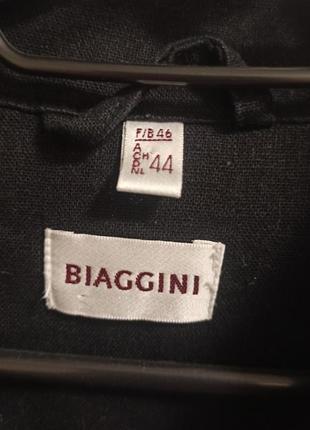 F/B 46
A
CH
D
NL 44
BIAGGINI